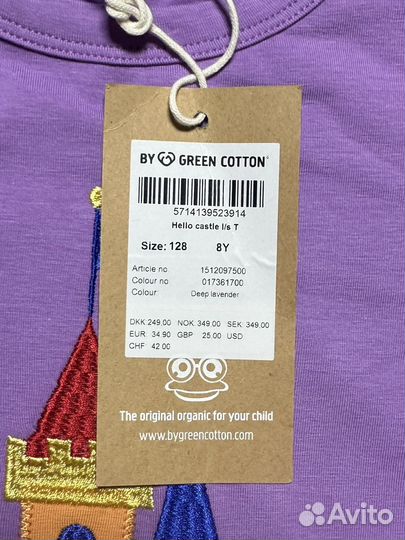 BY GREEN COTTON
5714139523914
Hello castle l/s T
Size: 128 8Y
Article no 1512097500
Colour no 017361700
Colour Deep lavender
DKK 249.00 NOK 349.00 SEK 349.00
EUR 34.90 GBP 25.00 USD
CHF 42.00
The original organic for your child
www.bygreencotton.com
Avito